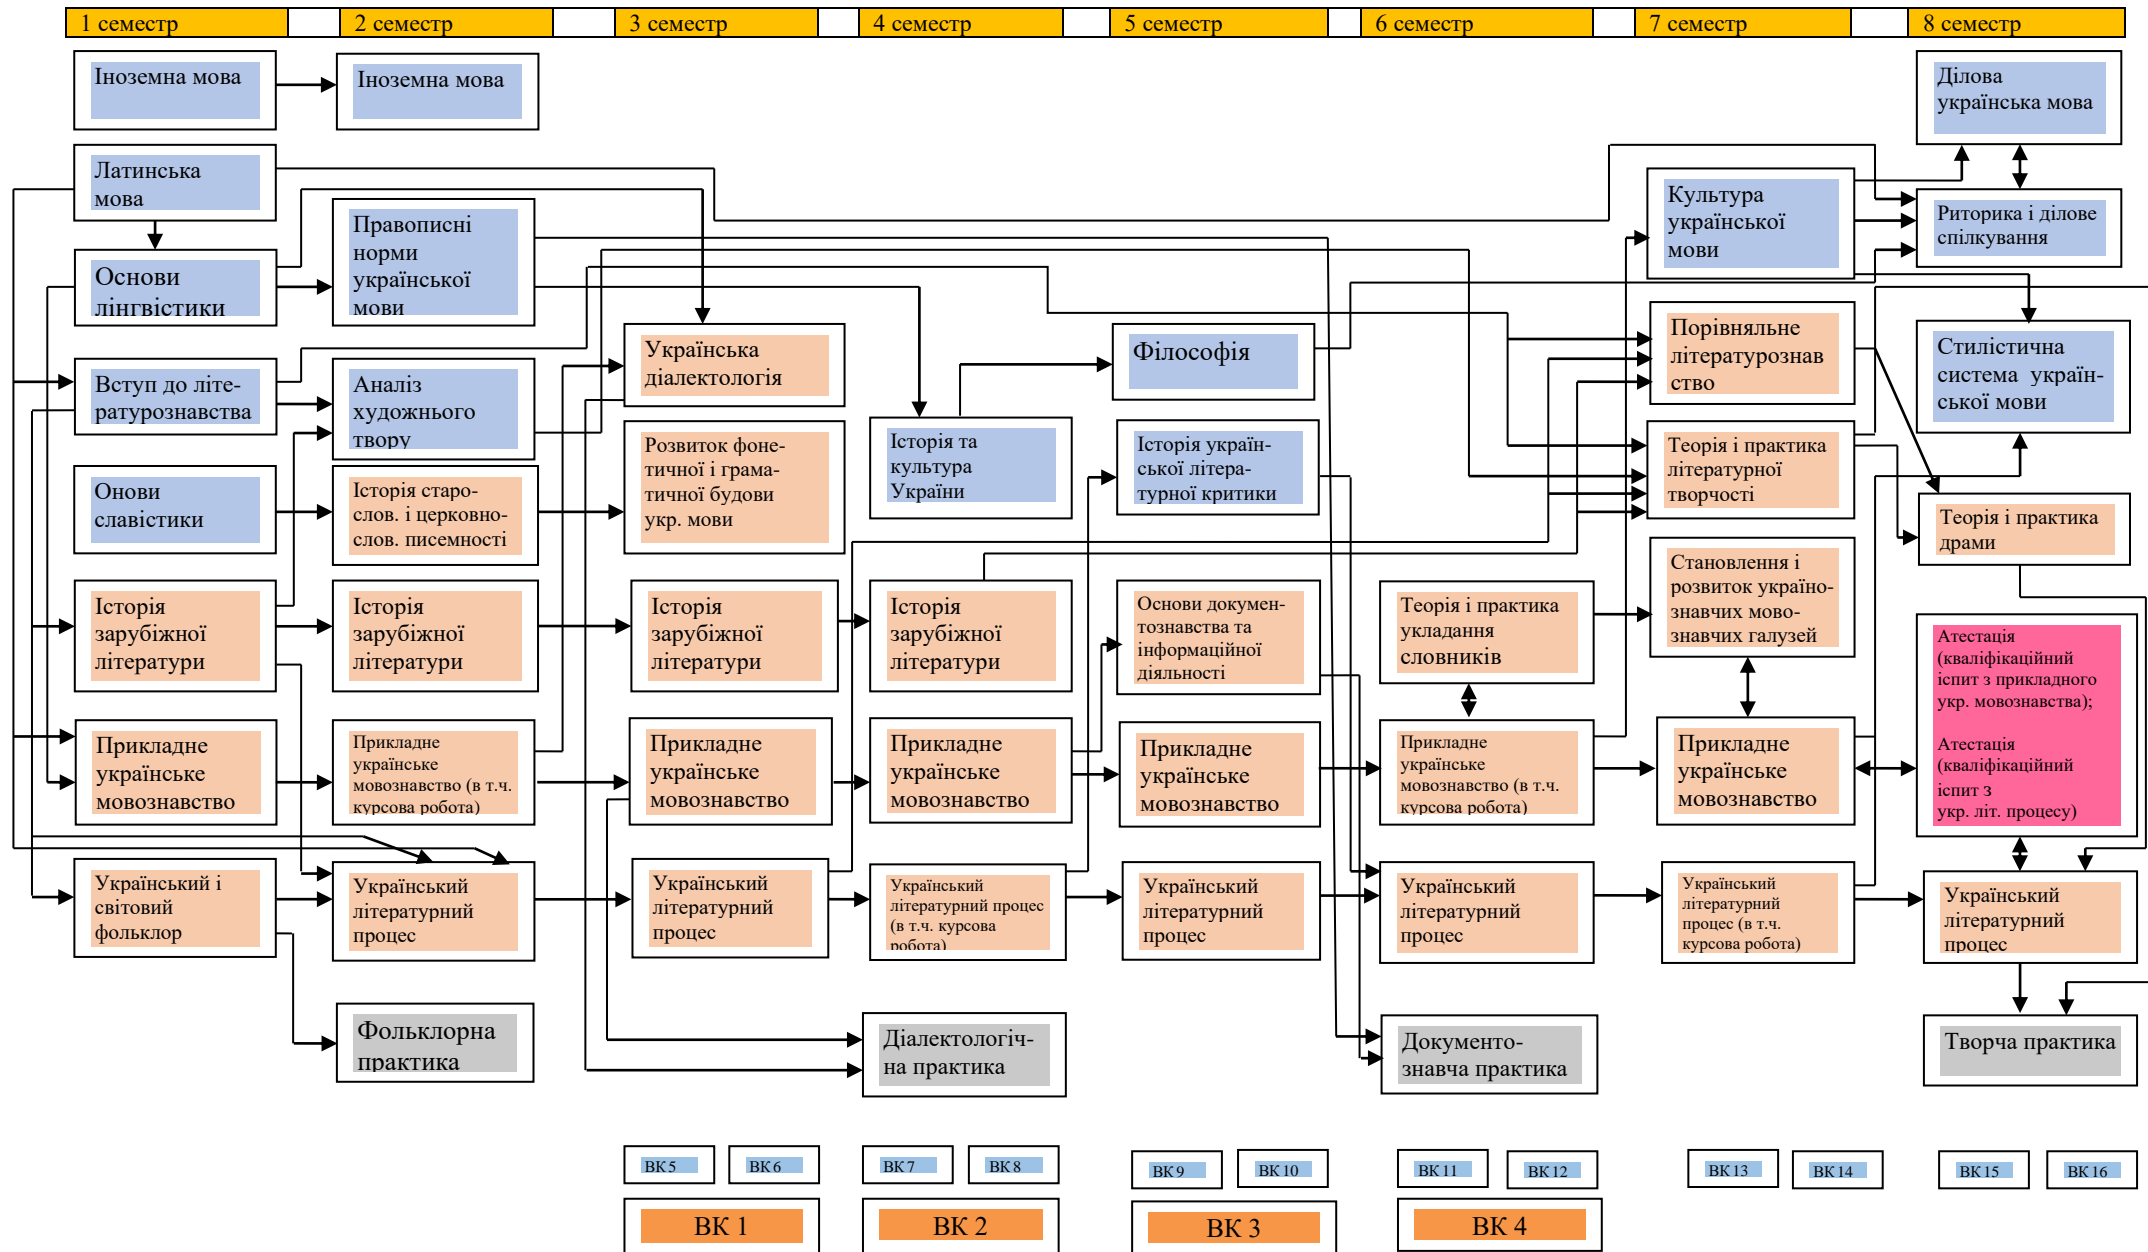 1 семестр
2 семестр
3 семестр
4 семестр
5 семестр
6 семестр
7 семестр
8 семестр
Іноземна мова
Іноземна мова
Ділова
українська мова
Латинська
мова
Правописні
норми
української
мови
Культура
української
мови
Риторика і ділове
спілкування
Основи
лінгвістики
Українська
діалектологія
Філософія
Порівняльне
літературознав
ство
Стилістична
система україн-
ської мови
Вступ до літе-
ратурознавства
Аналіз
художнього
твору
Розвиток фоне-
тичної і грама-
тичної будови
укр. мови
Історія та
культура
України
Історія україн-
ської літера-
турної критики
Теорія і практика
літературної
творчості
Онови
славістики
Історія старо-
слов. і церковно-
слов. писемності
Теорія і практика
драми
Історія
зарубіжної
літератури
Історія
зарубіжної
літератури
Історія
зарубіжної
літератури
Історія
зарубіжної
літератури
Основи докумен-
тознавства та
інформаційної
діяльності
Теорія і практика
укладання
словників
Становлення і
розвиток україно-
знавчих мово-
знавчих галузей
Атестація
(кваліфікаційний
іспит з прикладного
укр. мовознавства);
Атестація
(кваліфікаційний
іспит з
укр. літ. процесу)
Прикладне
українське
мовознавство
Прикладне
українське
мовознавство (в т.ч.
курсова робота)
Прикладне
українське
мовознавство
Прикладне
українське
мовознавство
Прикладне
українське
мовознавство
Прикладне
українське
мовознавство (в т.ч.
курсова робота)
Прикладне
українське
мовознавство
Український і
світовий
фольклор
Український
літературний
процес
Український
літературний
процес
Український
літературний процес
(в т.ч. курсова
робота)
Український
літературний
процес
Український
літературний
процес
Український
літературний
процес (в т.ч.
курсова робота)
Український
літературний
процес
Фольклорна
практика
Діалектологіч-
на практика
Документо-
знавча практика
Творча практика
ВК 5
ВК 6
ВК 7
ВК 8
ВК 9
ВК 10
ВК 11
ВК 12
ВК 13
ВК 14
ВК 15
ВК 16
ВК 1
ВК 2
ВК 3
ВК 4